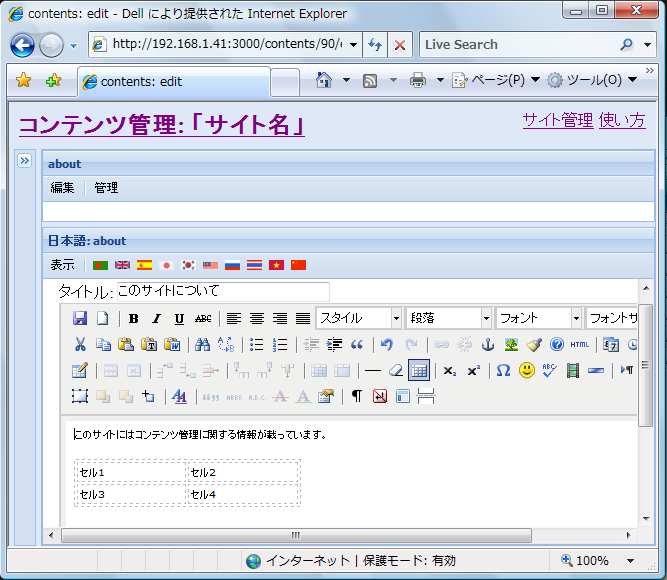 contents: edit - Dell により提供された Internet Explorer
http://192.168.1.41:3000/contents/90/e
Live Search
contents: edit
ページ(P)
ツール(O)
コンテンツ管理:「サイト名」
サイト管理 使い方
about
編集 管理
日本語: about
表示
タイトル: このサイトについて
B I U ABC
スタイル 段落 フォント フォントサ
HTML
このサイトにはコンテンツ管理に関する情報が載っています。
セル1 セル2
セル3 セル4
インターネット | 保護モード: 有効
100%